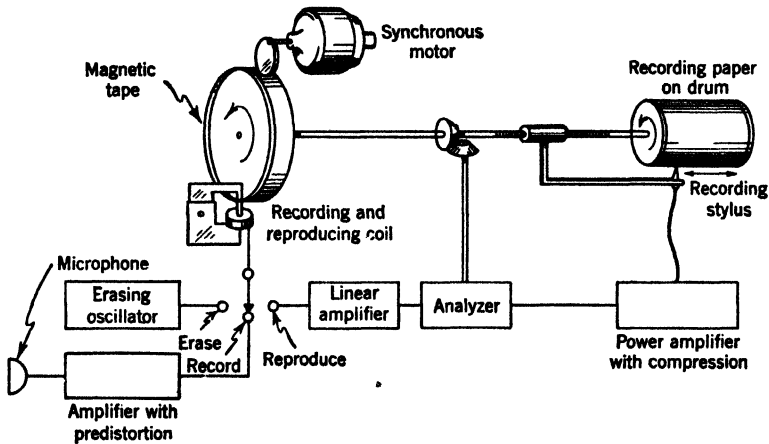 Synchronous
motor
Magnetic
tape
Recording paper
on drum
Recording
stylus
Recording and
reproducing coil
Microphone
Erasing
oscillator
Erase
Record
Reproduce
Linear
amplifier
Analyzer
Power amplifier
with compression
Amplifier with
predistortion